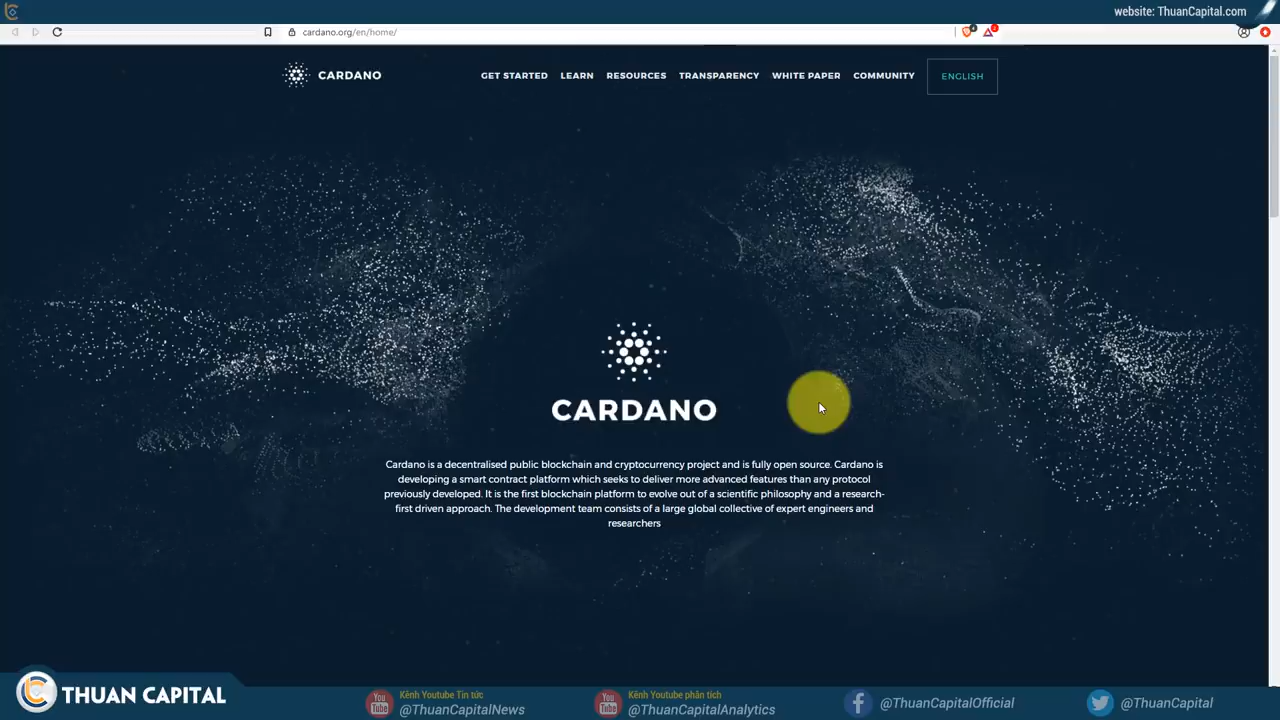 website: ThuanCapital.com
cardano.org/en/home/
CARDANO
GET STARTED
LEARN
RESOURCES
TRANSPARENCY
WHITE PAPER
COMMUNITY
ENGLISH
CARDANO
Cardano is a decentralised public blockchain and cryptocurrency project and is fully open source. Cardano is
developing a smart contract platform which seeks to deliver more advanced features than any protocol
previously developed. It is the first blockchain platform to evolve out of a scientific philosophy and a research-
first driven approach. The development team consists of a large global collective of expert engineers and
researchers
THUAN CAPITAL
You Tube
Kênh Youtube Tin tức
@ThuanCapitalNews
You Tube
Kênh Youtube phân tích
@ThuanCapitalAnalytics
@ThuanCapitalOfficial
@ThuanCapital